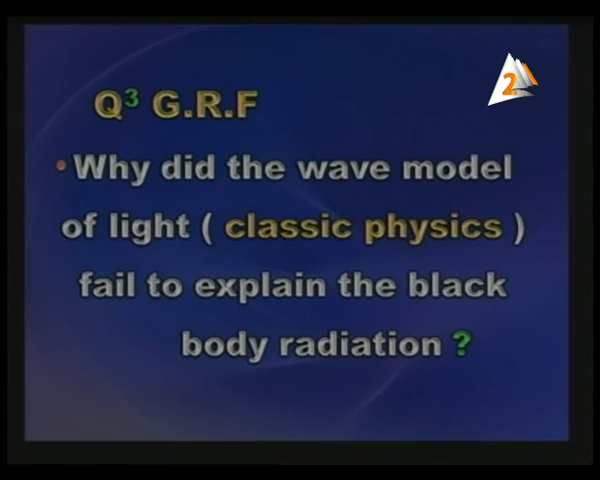 2
Q³ G.R.F
•Why did the wave model
of light ( classic physics )
fail to explain the black
body radiation ?